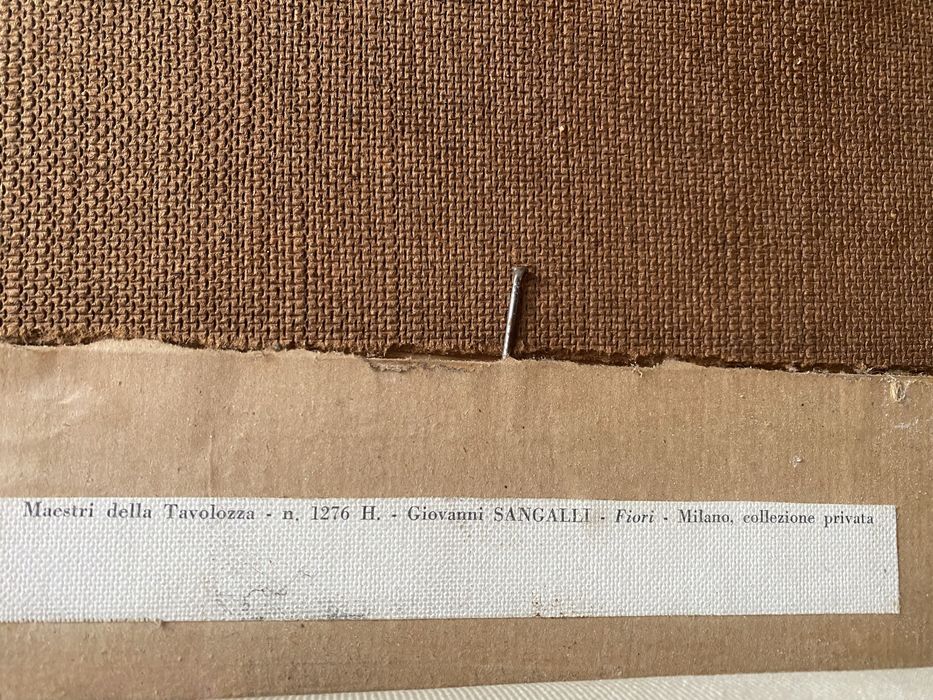 Maestri della Tavolozza - n. 1276 H. - Giovanni SANGALLI - Fiori - Milano, collezione privata